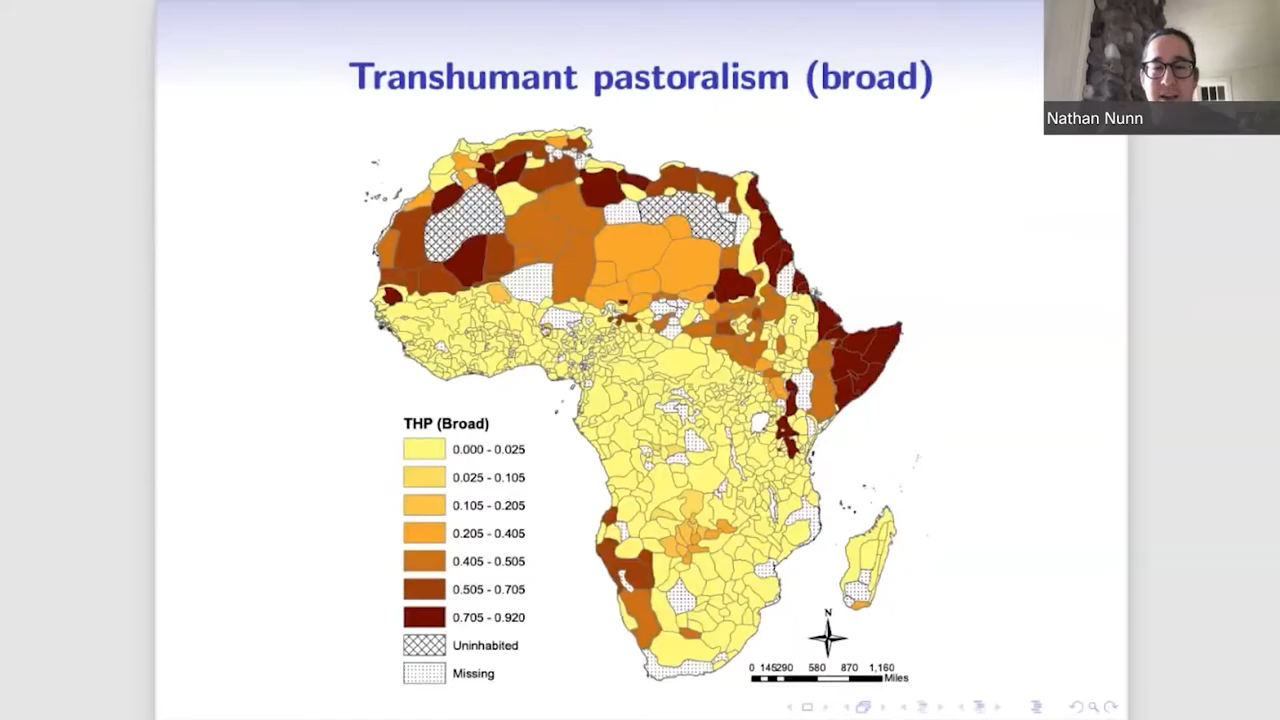 Transhumant pastoralism (broad)
Nathan Nunn
THP (Broad)
0.000 - 0.025
0.025 - 0.105
0.105 - 0.205
0.205 - 0.405
0.405 - 0.505
0.505 - 0.705
0.705 - 0.920
Uninhabited
Missing
N
0 145290 580 870 1,160
Miles